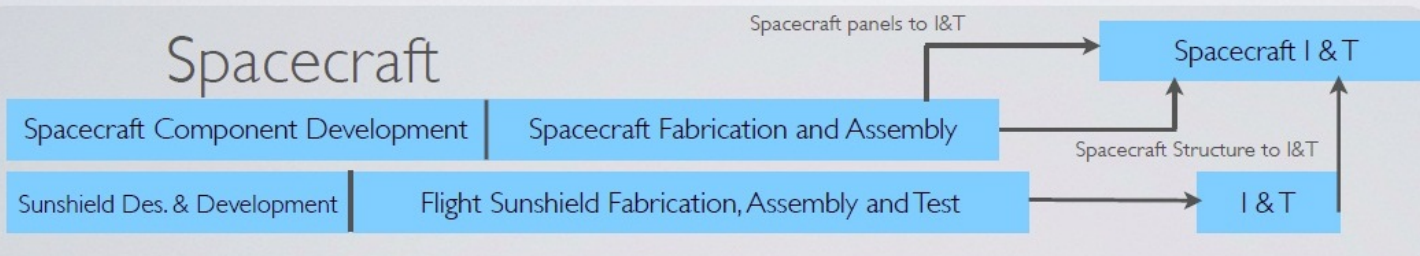 Spacecraft panels to I&T
Spacecraft
Spacecraft I & T
Spacecraft Component Development
Spacecraft Fabrication and Assembly
Spacecraft Structure to I&T
Sunshield Des. & Development
Flight Sunshield Fabrication, Assembly and Test
I & T